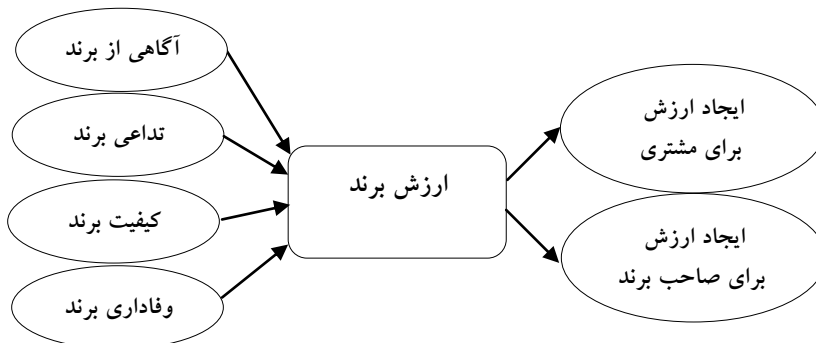 آگاهی از برند
تداعی برند
کیفیت برند
وفاداری برند
ارزش برند
ایجاد ارزش
برای مشتری
ایجاد ارزش
برای صاحب برند